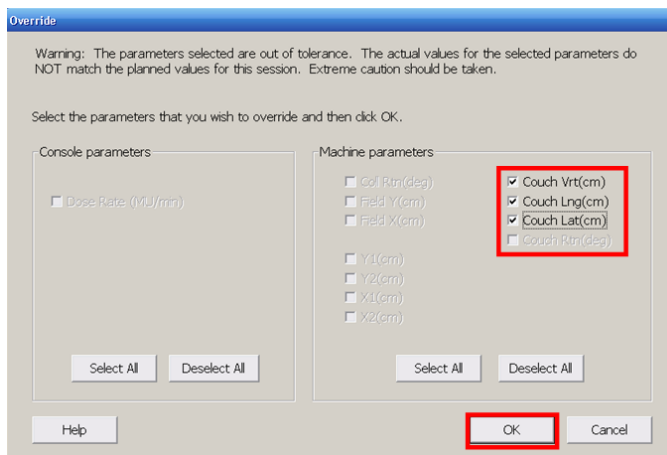 Override
Warning: The parameters selected are out of tolerance. The actual values for the selected parameters do
NOT match the planned values for this session. Extreme caution should be taken.
Select the parameters that you wish to override and then click OK.
Console parameters
Dose Rate (MU/min)
Select All
Deselect All
Machine parameters
Coll Rtn(deg)
Field Y(cm)
Field X(cm)
Y1(cm)
Y2(cm)
X1(cm)
X2(cm)
Couch Vrt(cm)
Couch Lng(cm)
Couch Lat(cm)
Couch Rtn(deg)
Select All
Deselect All
Help
OK
Cancel